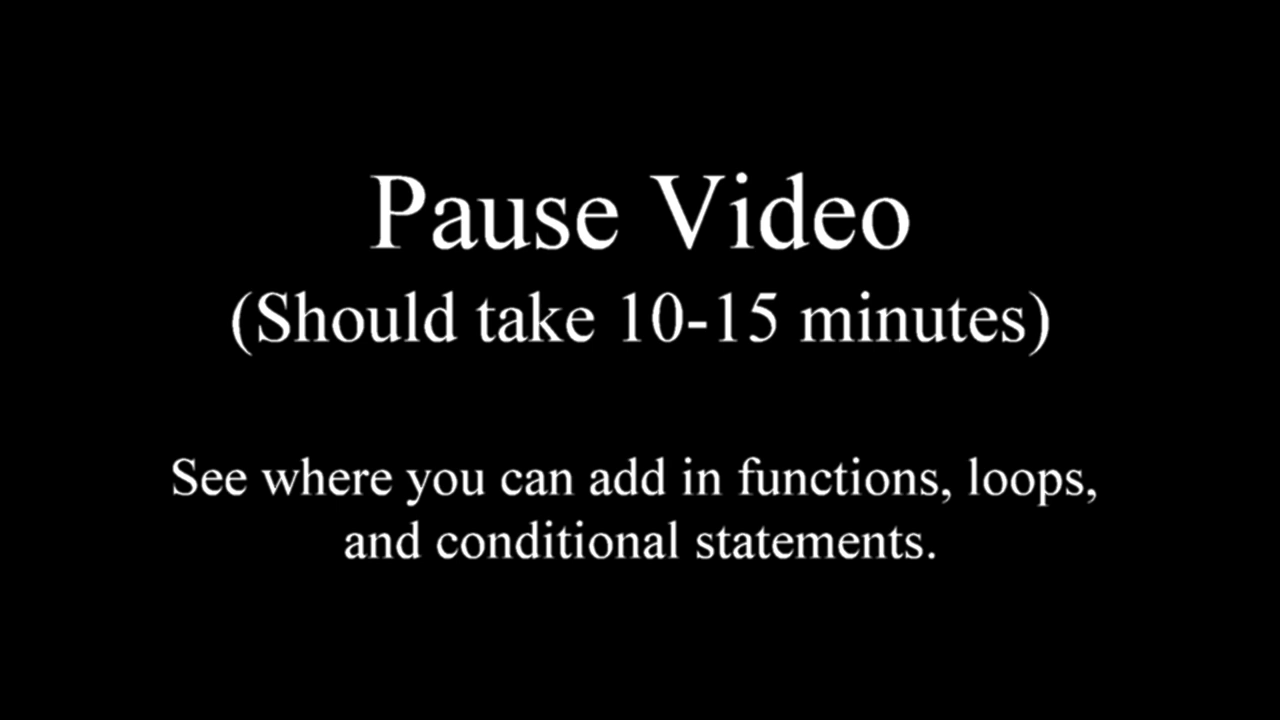 Pause Video
(Should take 10-15 minutes)
See where you can add in functions, loops,
and conditional statements.